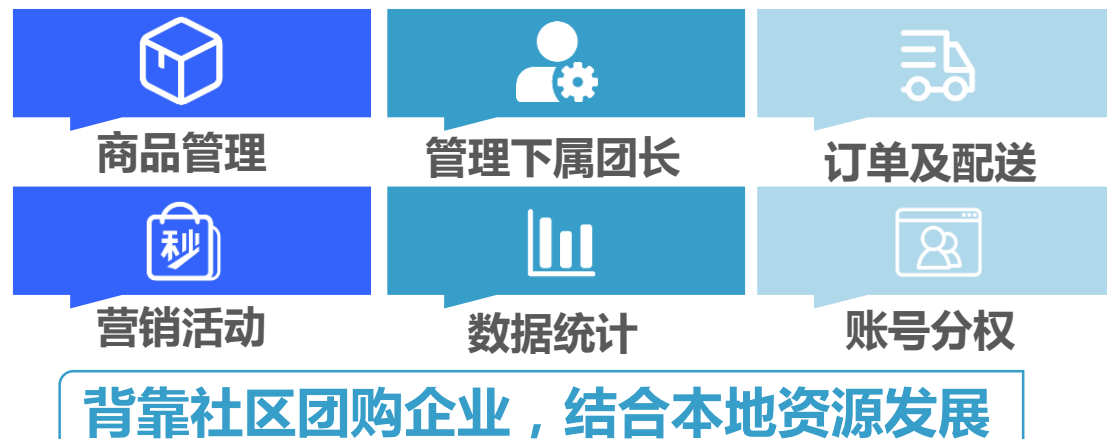 商品管理
管理下属团长
订单及配送
秒
营销活动
数据统计
账号分权
背靠社区团购企业，结合本地资源发展